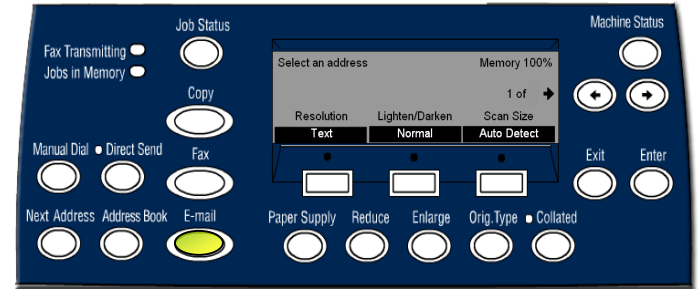 Job Status
Machine Status
Fax Transmitting
Jobs in Memory
Select an address Memory 100%
1 of
Copy
Resolution Lighten/Darken Scan Size
Text Normal Auto Detect
Manual Dial Direct Send Fax
Exit Enter
Next Address Address Book E-mail
Paper Supply Reduce Enlarge Orig.Type Collated